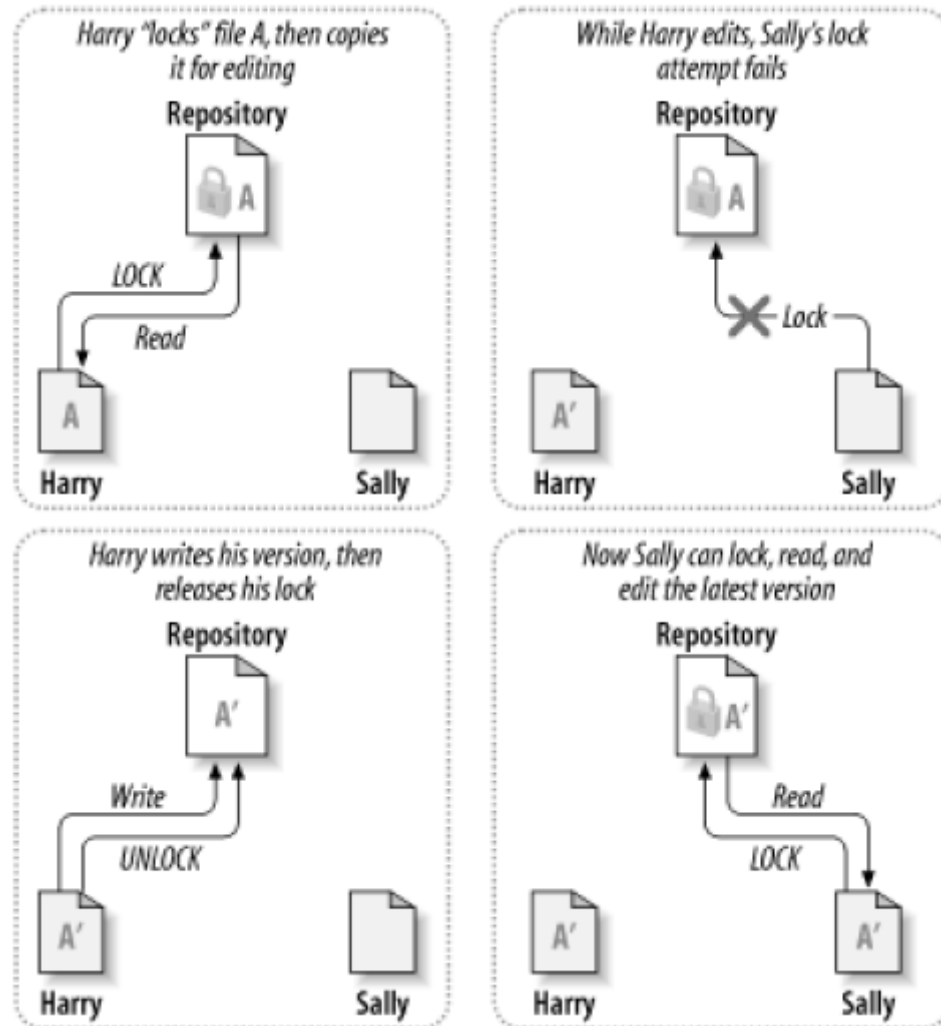 Harry “locks” file A, then copies
it for editing
Repository
A
LOCK
Read
A
Harry
Sally
While Harry edits, Sally’s lock
attempt fails
Repository
A
Lock
A′
Harry
Sally
Harry writes his version, then
releases his lock
Repository
A′
Write
UNLOCK
A′
Harry
Sally
Now Sally can lock, read, and
edit the latest version
Repository
A′
Read
LOCK
A′
Harry
A′
Sally